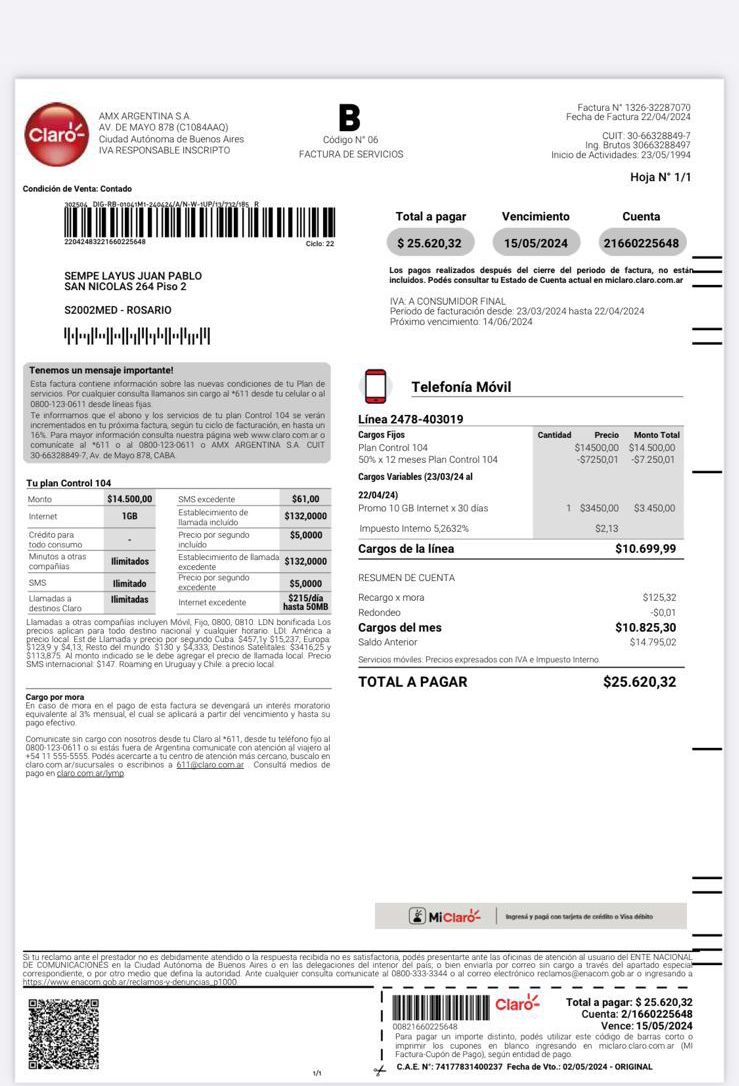 Claro
AMX ARGENTINA S.A.
AV. DE MAYO 878 (C1084AAQ)
Ciudad Autónoma de Buenos Aires
IVA RESPONSABLE INSCRIPTO
B
Código N° 06
FACTURA DE SERVICIOS
Factura N° 1326-32287070
Fecha de Factura 22/04/2024
CUIT: 30-66328849-7
Ing. Brutos 30663288497
Inicio de Actividades: 23/05/1994
Hoja N° 1/1
Condición de Venta: Contado
302504_DIG-RB-01041M1-240424/A/N-W-1UP/13/732/185_R
22042483221660225648
Ciclo: 22
Total a pagar
Vencimiento
Cuenta
$ 25.620,32
15/05/2024
21660225648
Los pagos realizados después del cierre del periodo de factura, no están
incluidos. Podés consultar tu Estado de Cuenta actual en miclaro.claro.com.ar
SEMPE LAYUS JUAN PABLO
SAN NICOLAS 264 Piso 2
S2002MED - ROSARIO
IVA: A CONSUMIDOR FINAL
Período de facturación desde: 23/03/2024 hasta 22/04/2024
Próximo vencimiento: 14/06/2024
Tenemos un mensaje importante!
Esta factura contiene información sobre las nuevas condiciones de tu Plan de
servicios. Por cualquier consulta llamanos sin cargo al *611 desde tu celular o al
0800-123-0611 desde líneas fijas.
Te informamos que el abono y los servicios de tu plan Control 104 se verán
incrementados en tu próxima factura, según tu ciclo de facturación, en hasta un
16%. Para mayor información consulta nuestra página web www.claro.com.ar o
comunicate al *611 o al 0800-123-0611 o AMX ARGENTINA S.A. CUIT
30-66328849-7, Av. de Mayo 878, CABA.
Tu plan Control 104
Monto $14.500,00 SMS excedente $61,00
Internet 1GB Establecimiento de llamada incluído $132,0000
Crédito para todo consumo - Precio por segundo incluído $5,0000
Minutos a otras compañías Ilimitados Establecimiento de llamada excedente $132,0000
SMS Ilimitado Precio por segundo excedente $5,0000
Llamadas a destinos Claro Ilimitadas Internet excedente $215/día hasta 50MB
Llamadas a otras compañías incluyen Móvil, Fijo, 0800, 0810. LDN bonificada Los
precios aplican para todo destino nacional y cualquier horario. LDI: América a
precio local. Est de Llamada y precio por segundo Cuba: $457,1y $15,237; Europa:
$123,9 y $4,13; Resto del mundo: $130 y $4,333; Destinos Satelitales: $3416,25 y
$113,875. Al monto indicado se le debe agregar el precio de llamada local. Precio
SMS internacional: $147. Roaming en Uruguay y Chile: a precio local.
Cargo por mora
En caso de mora en el pago de esta factura se devengará un interés moratorio
equivalente al 3% mensual, el cual se aplicará a partir del vencimiento y hasta su
pago efectivo.
Comunicate sin cargo con nosotros desde tu Claro al *611, desde tu teléfono fijo al
0800-123-0611 o si estás fuera de Argentina comunicate con atención al viajero al
+54 11 555-5555. Podés acercarte a tu centro de atención más cercano, buscalo en
claro.com.ar/sucursales o escribinos a 611@claro.com.ar . Consultá medios de
pago en claro.com.ar/lymp.
Telefonía Móvil
Línea 2478-403019
Cargos Fijos Cantidad Precio Monto Total
Plan Control 104 $14500,00 $14.500,00
50% x 12 meses Plan Control 104 -$7250,01 -$7.250,01
Cargos Variables (23/03/24 al
22/04/24)
Promo 10 GB Internet x 30 días 1 $3450,00 $3.450,00
Impuesto Interno 5,2632% $2,13
Cargos de la línea $10.699,99
RESUMEN DE CUENTA
Recargo x mora $125,32
Redondeo -$0,01
Cargos del mes $10.825,30
Saldo Anterior $14.795,02
Servicios móviles: Precios expresados con IVA e Impuesto Interno.
TOTAL A PAGAR $25.620,32
MiClaro
Ingresá y pagá con tarjeta de crédito o Visa débito
Si tu reclamo ante el prestador no es debidamente atendido o la respuesta recibida no es satisfactoria, podés presentarte ante las oficinas de atención al usuario del ENTE NACIONAL
DE COMUNICACIONES en la Ciudad Autónoma de Buenos Aires o en las delegaciones del interior del país; o bien enviarla por correo sin cargo a través del apartado especial
correspondiente, o por otro medio que defina la autoridad. Ante cualquier consulta comunicate al 0800-333-3344 o al correo electrónico reclamos@enacom.gob.ar o ingresando a
https://www.enacom.gob.ar/reclamos-y-denuncias_p1000.
00821660225648
Claro
Total a pagar: $ 25.620,32
Cuenta: 2/1660225648
Vence: 15/05/2024
Para pagar un importe distinto, podés utilizar este código de barras corto o
imprimir los cupones en blanco ingresando en miclaro.claro.com.ar (MI
Factura-Cupón de Pago), según entidad de pago.
C.A.E. N°: 74177831400237 Fecha de Vto.: 02/05/2024 - ORIGINAL
1/1